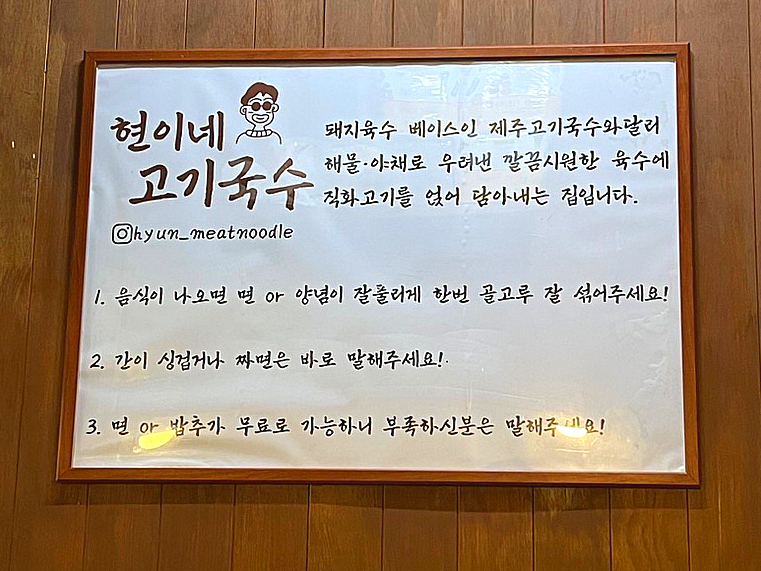 현이네
고기국수
hyun_meatnoodle
돼지육수 베이스인 제주고기국수와달리
해물·야채로 우려낸 깔끔시원한 육수에
직화고기를 얹어 담아내는 집입니다.
1. 음식이 나오면 면 or 양념이 잘풀리게 한번 골고루 잘 섞어주세요!
2. 간이 싱겁거나 짜면은 바로 말해주세요!
3. 면 or 밥추가 무료로 가능하니 부족하신분은 말해주세요!